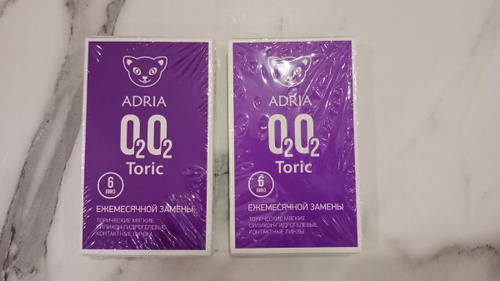 ADRIA
O2O2
Toric
6
ЛИНЗ
ЕЖЕМЕСЯЧНОЙ ЗАМЕНЫ
ТОРИЧЕСКИЕ МЯГКИЕ
СИЛИКОН-ГИДРОГЕЛЕВЫЕ
КОНТАКТНЫЕ ЛИНЗЫ
ADRIA
O2O2
Toric
6
ЛИНЗ
ЕЖЕМЕСЯЧНОЙ ЗАМЕНЫ
ТОРИЧЕСКИЕ МЯГКИЕ
СИЛИКОН-ГИДРОГЕЛЕВЫЕ
КОНТАКТНЫЕ ЛИНЗЫ